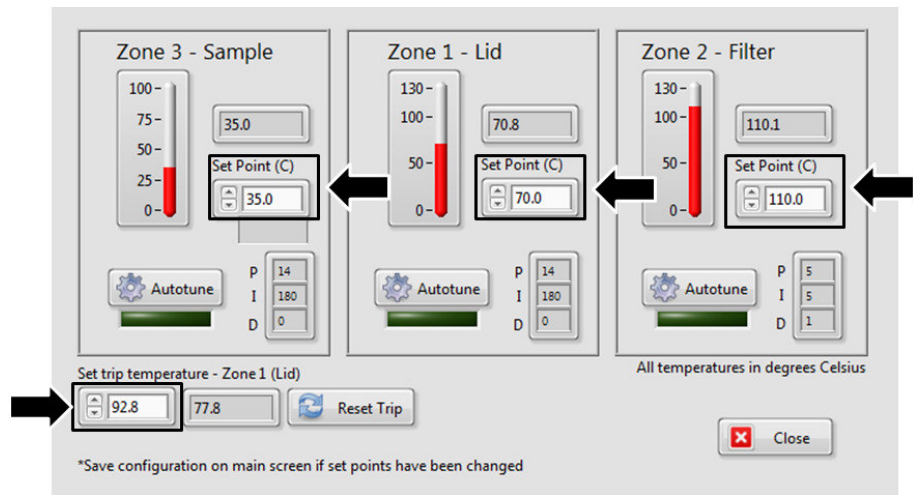 Zone 3 - Sample
100
75
50
25
0
35.0
Set Point (C)
35.0
Autotune
P 14
I 180
D 0
Zone 1 - Lid
130
100
50
0
70.8
Set Point (C)
70.0
Autotune
P 14
I 180
D 0
Zone 2 - Filter
130
100
50
0
110.1
Set Point (C)
110.0
Autotune
P 5
I 5
D 1
Set trip temperature - Zone 1 (Lid)
92.8 77.8 Reset Trip
All temperatures in degrees Celsius
Close
*Save configuration on main screen if set points have been changed